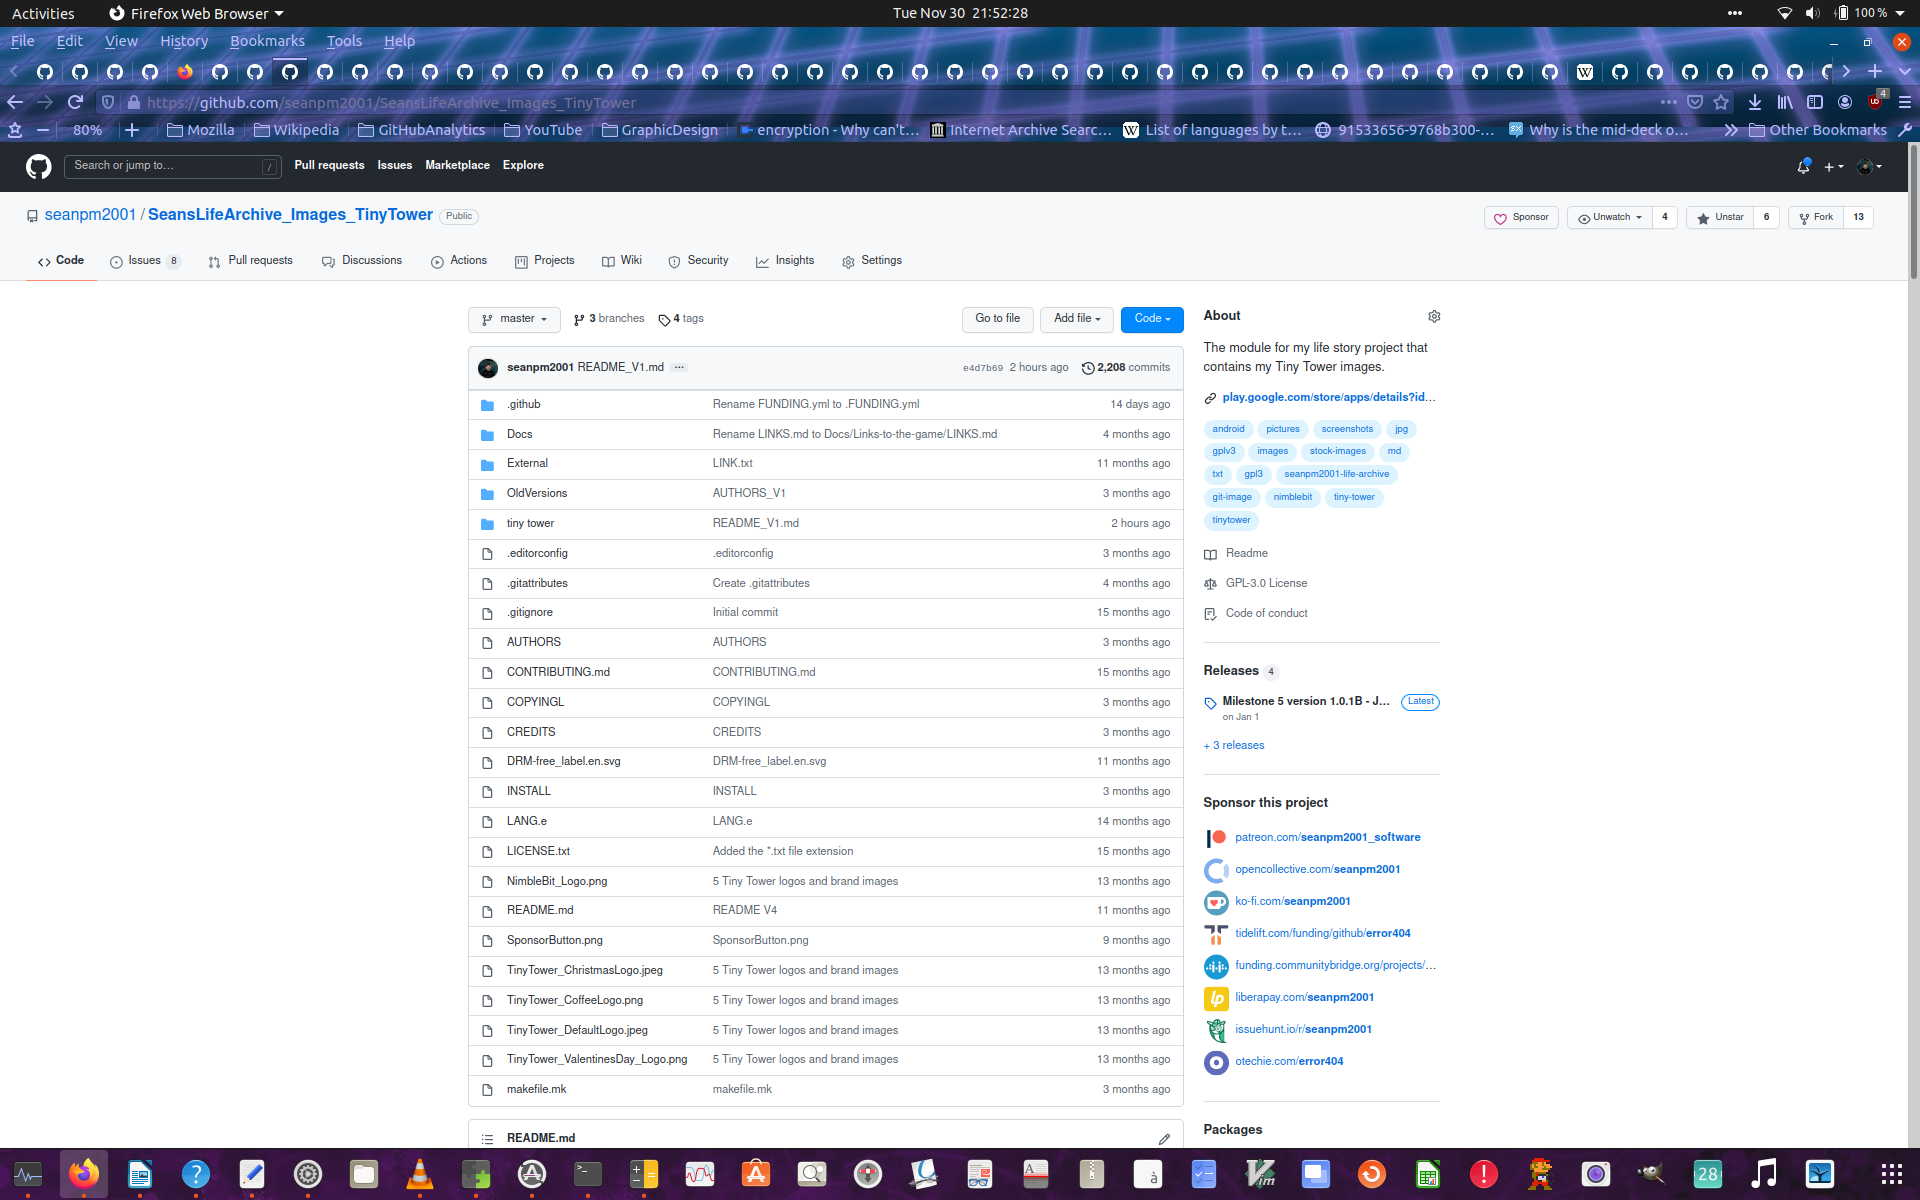 Activities Firefox Web Browser Tue Nov 30 21:52:28 100 %
File Edit View History Bookmarks Tools Help
https://github.com/seanpm2001/SeansLifeArchive_Images_TinyTower 4
80% Mozilla Wikipedia GitHubAnalytics YouTube GraphicDesign encryption - Why can't… Internet Archive Searc… List of languages by t… 91533656-9768b300-… Why is the mid-deck o… Other Bookmarks
Search or jump to… / Pull requests Issues Marketplace Explore
seanpm2001 / SeansLifeArchive_Images_TinyTower Public Sponsor Unwatch 4 Unstar 6 Fork 13
Code Issues 8 Pull requests Discussions Actions Projects Wiki Security Insights Settings
master 3 branches 4 tags Go to file Add file Code
seanpm2001 README_V1.md … e4d7b69 2 hours ago 2,208 commits
.github Rename FUNDING.yml to .FUNDING.yml 14 days ago
Docs Rename LINKS.md to Docs/Links-to-the-game/LINKS.md 4 months ago
External LINK.txt 11 months ago
OldVersions AUTHORS_V1 3 months ago
tiny tower README_V1.md 2 hours ago
.editorconfig .editorconfig 3 months ago
.gitattributes Create .gitattributes 4 months ago
.gitignore Initial commit 15 months ago
AUTHORS AUTHORS 3 months ago
CONTRIBUTING.md CONTRIBUTING.md 15 months ago
COPYINGL COPYINGL 3 months ago
CREDITS CREDITS 3 months ago
DRM-free_label.en.svg DRM-free_label.en.svg 11 months ago
INSTALL INSTALL 3 months ago
LANG.e LANG.e 14 months ago
LICENSE.txt Added the *.txt file extension 15 months ago
NimbleBit_Logo.png 5 Tiny Tower logos and brand images 13 months ago
README.md README V4 11 months ago
SponsorButton.png SponsorButton.png 9 months ago
TinyTower_ChristmasLogo.jpeg 5 Tiny Tower logos and brand images 13 months ago
TinyTower_CoffeeLogo.png 5 Tiny Tower logos and brand images 13 months ago
TinyTower_DefaultLogo.jpeg 5 Tiny Tower logos and brand images 13 months ago
TinyTower_ValentinesDay_Logo.png 5 Tiny Tower logos and brand images 13 months ago
makefile.mk makefile.mk 3 months ago
README.md
About
The module for my life story project that
contains my Tiny Tower images.
play.google.com/store/apps/details?id…
android pictures screenshots jpg
gplv3 images stock-images md
txt gpl3 seanpm2001-life-archive
git-image nimblebit tiny-tower
tinytower
Readme
GPL-3.0 License
Code of conduct
Releases 4
Milestone 5 version 1.0.1B - J… Latest
on Jan 1
+ 3 releases
Sponsor this project
patreon.com/seanpm2001_software
opencollective.com/seanpm2001
ko-fi.com/seanpm2001
tidelift.com/funding/github/error404
funding.communitybridge.org/projects/…
liberapay.com/seanpm2001
issuehunt.io/r/seanpm2001
otechie.com/error404
Packages
28